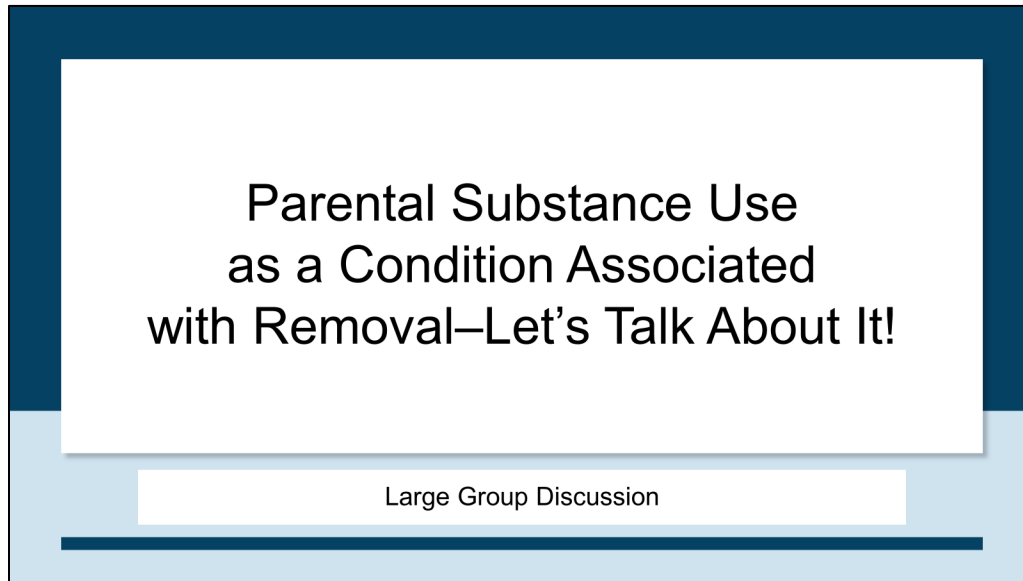 Parental Substance Use
as a Condition Associated
with Removal–Let’s Talk About It!
Large Group Discussion